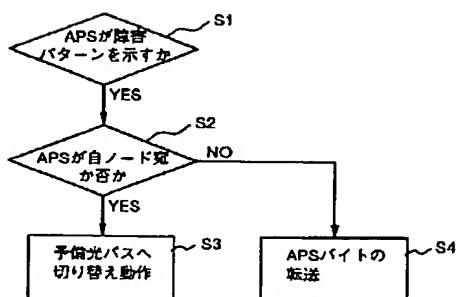 APSが障害
パターンを示すか
S1
YES
APSが自ノード宛
か否か
S2
NO
YES
予備光パスへ
切り替え動作
S3
APSバイトの
転送
S4